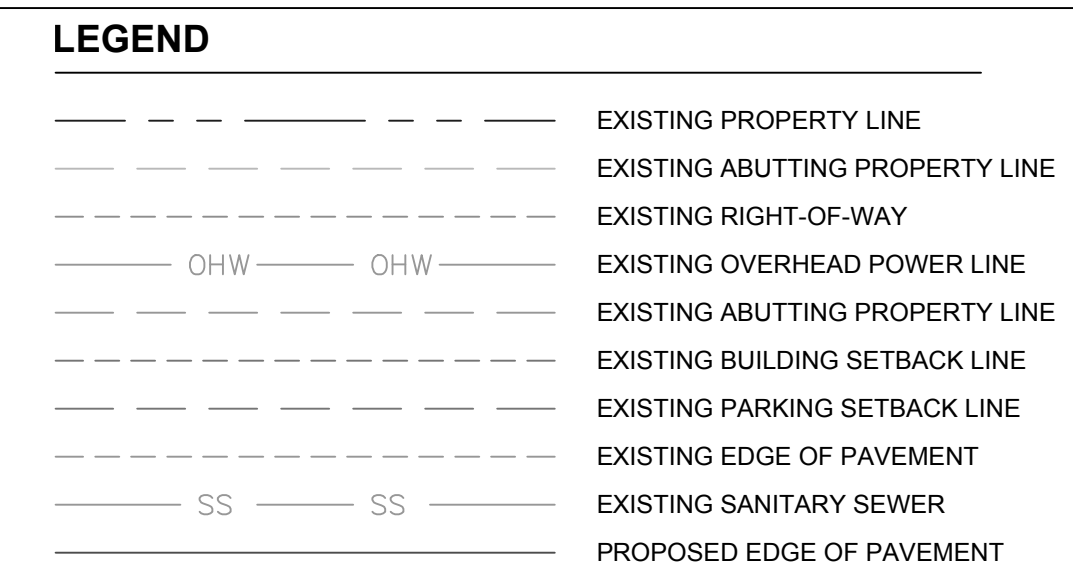 LEGEND
EXISTING PROPERTY LINE
EXISTING ABUTTING PROPERTY LINE
EXISTING RIGHT-OF-WAY
OHW OHW EXISTING OVERHEAD POWER LINE
EXISTING ABUTTING PROPERTY LINE
EXISTING BUILDING SETBACK LINE
EXISTING PARKING SETBACK LINE
EXISTING EDGE OF PAVEMENT
SS SS EXISTING SANITARY SEWER
PROPOSED EDGE OF PAVEMENT